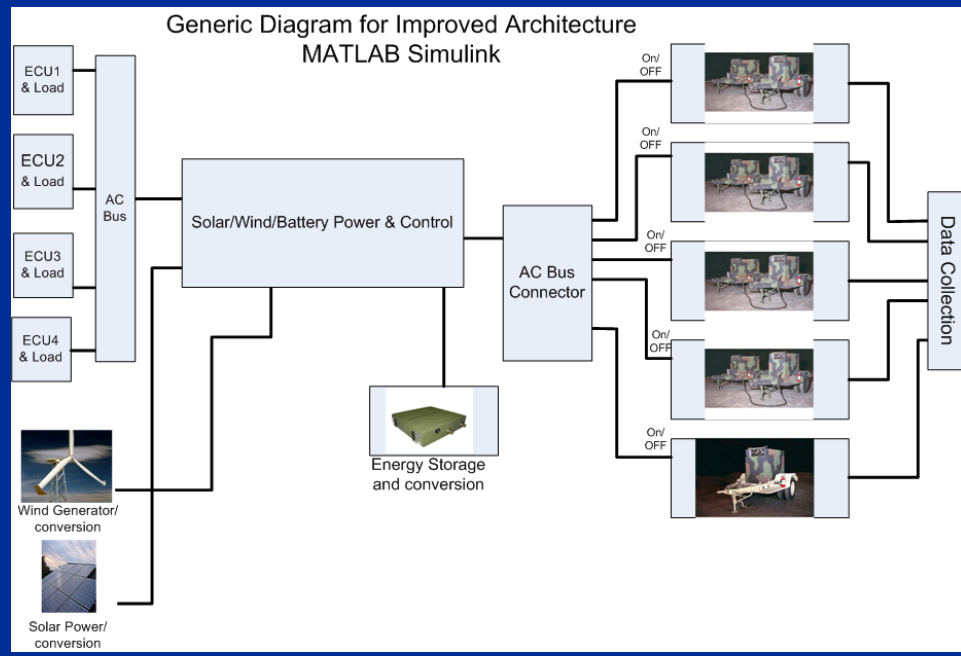 Generic Diagram for Improved Architecture
MATLAB Simulink
ECU1
& Load
ECU2
& Load
ECU3
& Load
ECU4
& Load
AC
Bus
Solar/Wind/Battery Power & Control
Wind Generator/
conversion
Solar Power/
conversion
Energy Storage
and conversion
AC Bus
Connector
On/
OFF
On/
OFF
On/
OFF
On/
OFF
On/
OFF
Data Collection